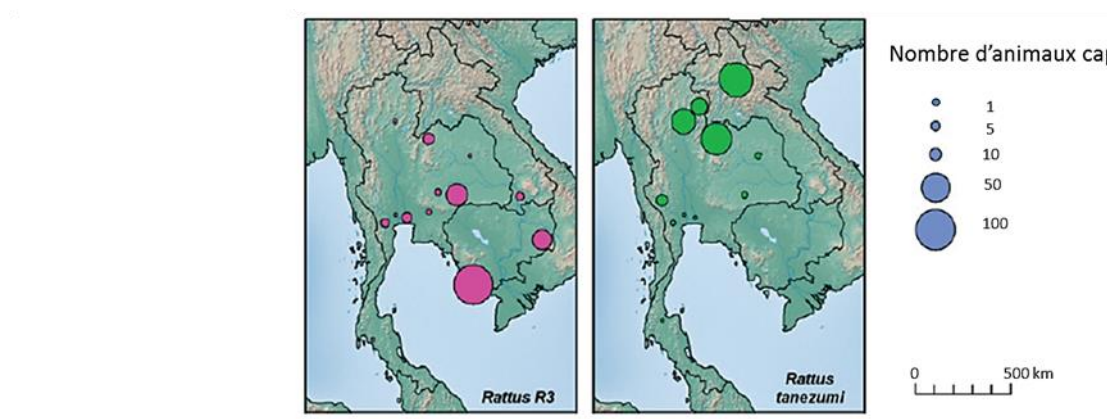 Nombre d'animaux cap
1
5
10
50
100
0 500 km
Rattus R3
Rattus
tanezumi